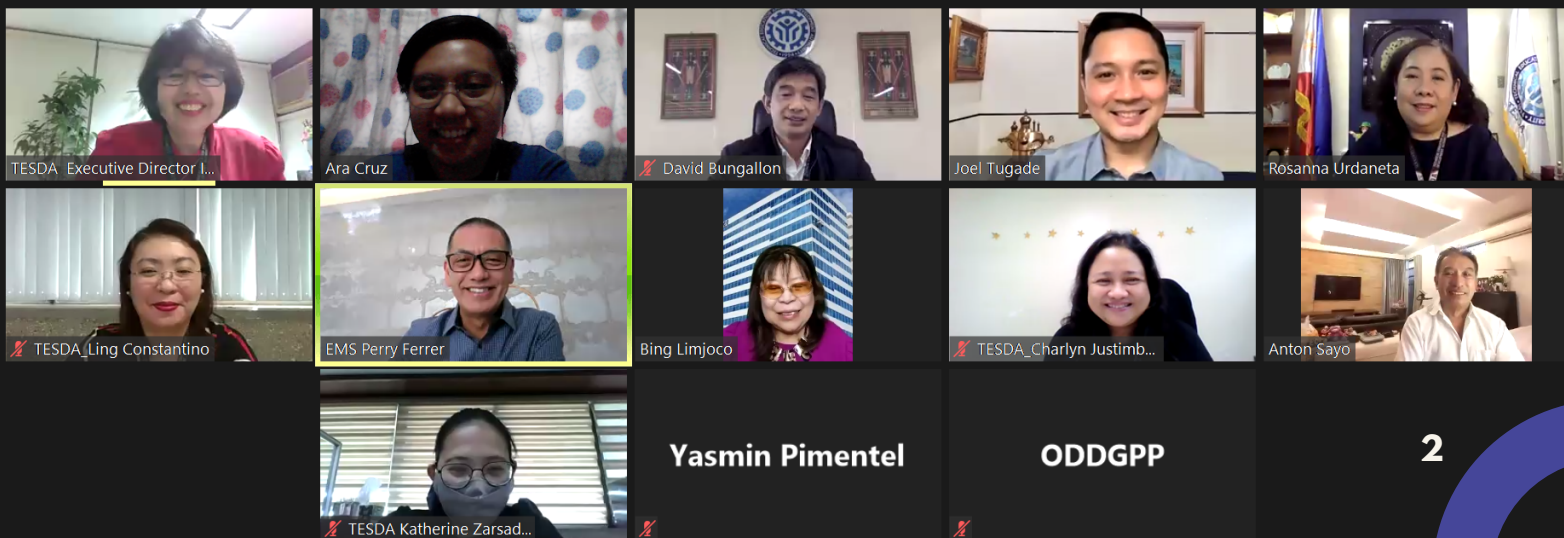 TESDA Executive Director I...
Ara Cruz
David Bungallon
Joel Tugade
Rosanna Urdaneta
TESDA_Ling Constantino
EMS Perry Ferrer
Bing Limjoco
TESDA_Charlyn Justimb...
Anton Sayo
TESDA Katherine Zarsad...
Yasmin Pimentel
ODDGPP
2